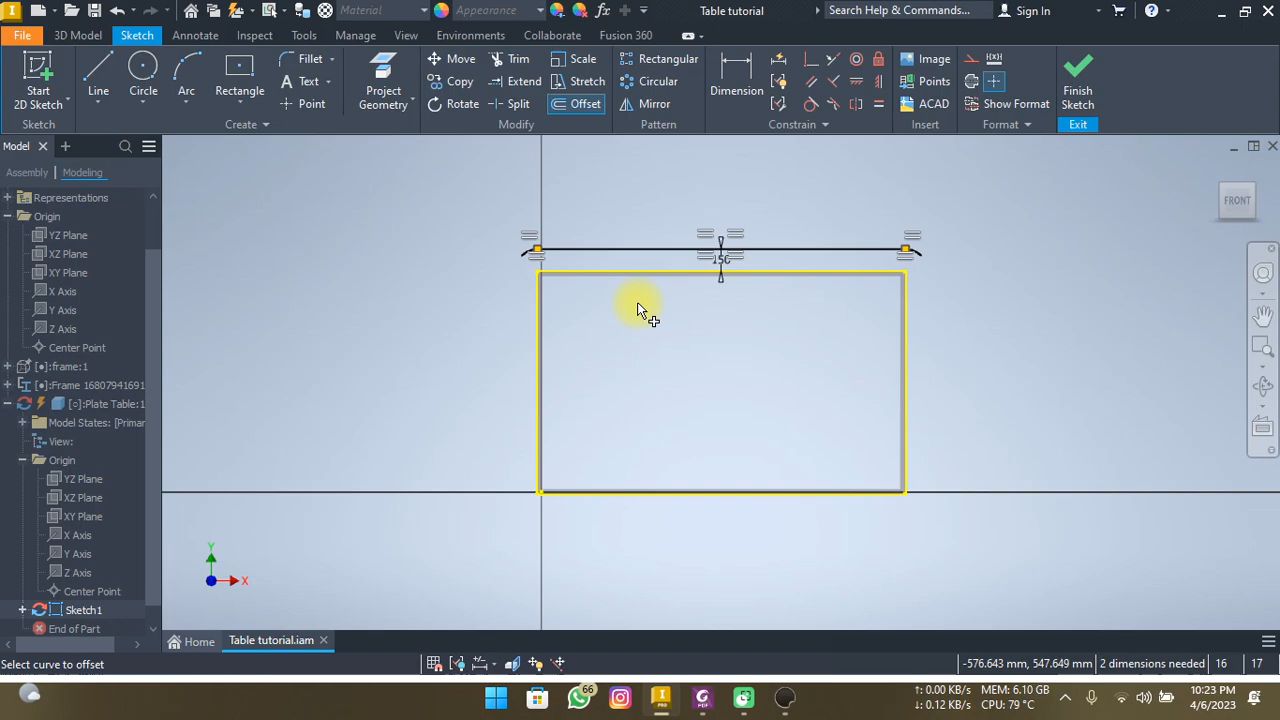 Material
Appearance
fx
Table tutorial
Search Help & Commands...
Sign In
File
3D Model
Sketch
Annotate
Inspect
Tools
Manage
View
Environments
Collaborate
Fusion 360
Start
2D Sketch
Line
Circle
Arc
Rectangle
Fillet
Text
Point
Project
Geometry
Move
Copy
Rotate
Trim
Extend
Split
Scale
Stretch
Offset
Rectangular
Circular
Mirror
Dimension
Image
Points
ACAD
Show Format
Finish
Sketch
Sketch
Create
Modify
Pattern
Constrain
Insert
Format
Exit
Model
Assembly
Modeling
Representations
Origin
YZ Plane
XZ Plane
XY Plane
X Axis
Y Axis
Z Axis
Center Point
[•]:frame:1
[•]:Frame 16807941691
[○]:Plate Table:1
Model States: [Primar
View:
Origin
YZ Plane
XZ Plane
XY Plane
X Axis
Y Axis
Z Axis
Center Point
Sketch1
End of Part
FRONT
150
Y
X
Home
Table tutorial.iam
Select curve to offset
-576.643 mm, 547.649 mm
2 dimensions needed
16
17
66
PRO
↑: 0.00 KB/s
↓: 0.12 KB/s
MEM: 6.10 GB
CPU: 79 °C
10:23 PM
4/6/2023